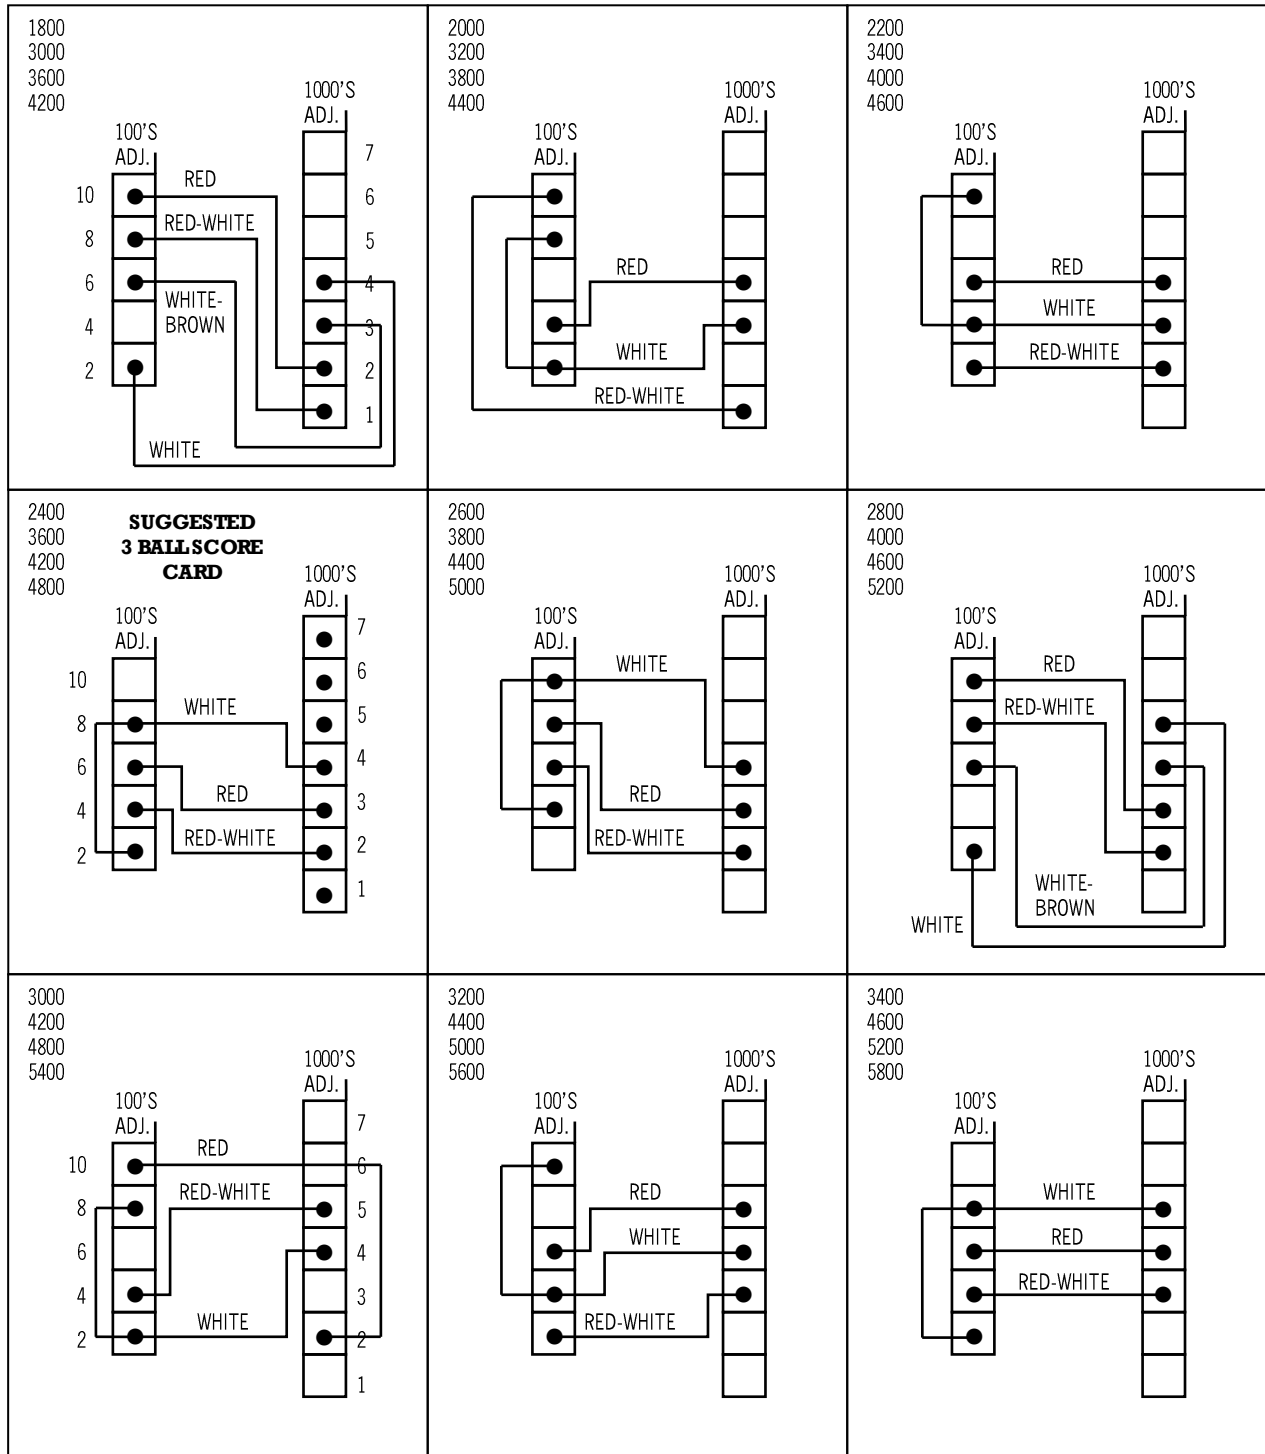 1800
3000
3600
4200
100'S
ADJ.
1000'S
ADJ.
10
8
6
4
2
7
6
5
4
3
2
1
RED
RED-WHITE
WHITE-
BROWN
WHITE
2000
3200
3800
4400
100'S
ADJ.
1000'S
ADJ.
RED
WHITE
RED-WHITE
2200
3400
4000
4600
100'S
ADJ.
1000'S
ADJ.
RED
WHITE
RED-WHITE
2400
3600
4200
4800
SUGGESTED
3 BALL SCORE
CARD
100'S
ADJ.
1000'S
ADJ.
10
8
6
4
2
7
6
5
4
3
2
1
WHITE
RED
RED-WHITE
2600
3800
4400
5000
100'S
ADJ.
1000'S
ADJ.
WHITE
RED
RED-WHITE
2800
4000
4600
5200
100'S
ADJ.
1000'S
ADJ.
RED
RED-WHITE
WHITE-
BROWN
WHITE
3000
4200
4800
5400
100'S
ADJ.
1000'S
ADJ.
10
8
6
4
2
7
6
5
4
3
2
1
RED
RED-WHITE
WHITE
3200
4400
5000
5600
100'S
ADJ.
1000'S
ADJ.
RED
WHITE
RED-WHITE
3400
4600
5200
5800
100'S
ADJ.
1000'S
ADJ.
WHITE
RED
RED-WHITE